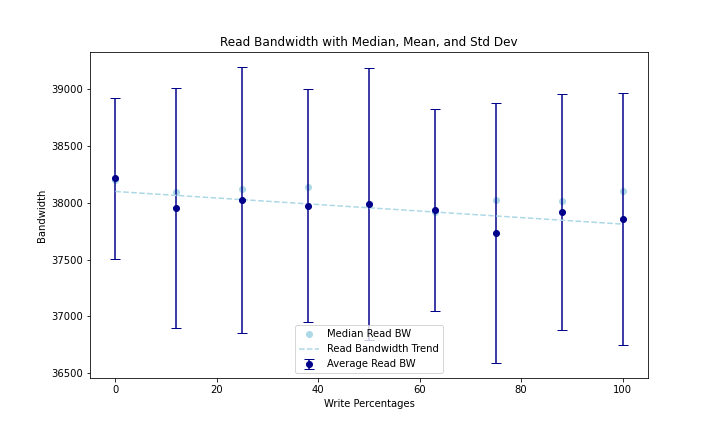 Read Bandwidth with Median, Mean, and Std Dev
39000
38500
38000
37500
37000
36500
Bandwidth
Median Read BW
Read Bandwidth Trend
Average Read BW
0
20
40
60
80
100
Write Percentages